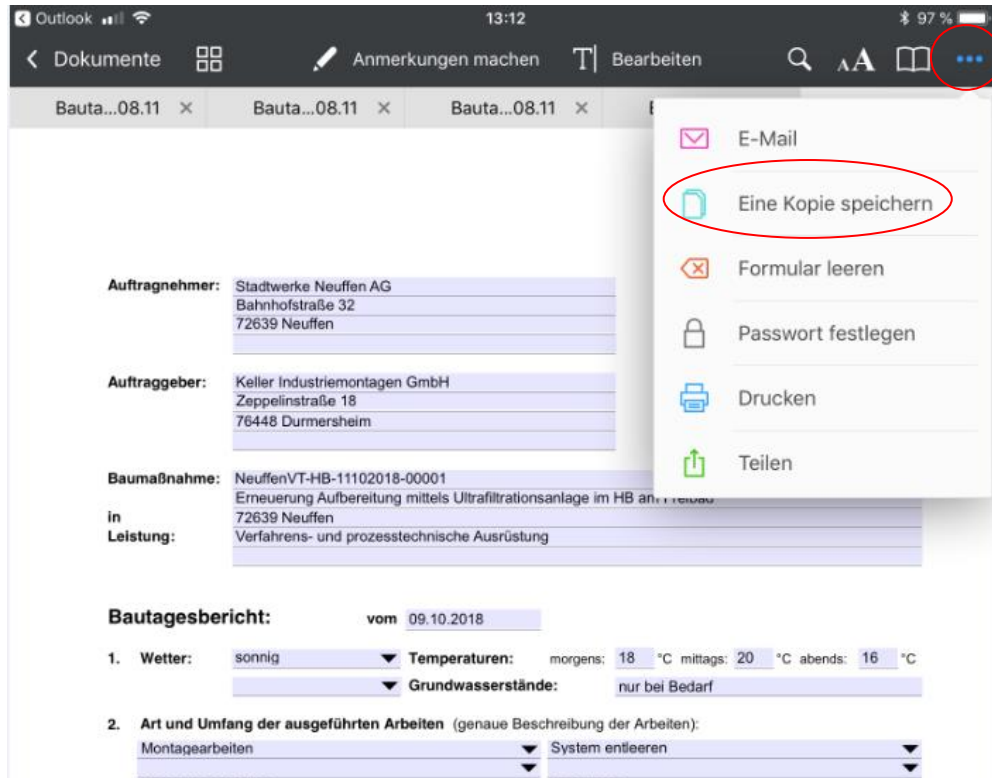 Outlook 13:12 97 %
Dokumente Anmerkungen machen T Bearbeiten AA
Bauta...08.11 × Bauta...08.11 × Bauta...08.11 ×
E-Mail
Eine Kopie speichern
Formular leeren
Passwort festlegen
Drucken
Teilen
Auftragnehmer: Stadtwerke Neuffen AG
Bahnhofstraße 32
72639 Neuffen
Auftraggeber: Keller Industriemontagen GmbH
Zeppelinstraße 18
76448 Durmersheim
Baumaßnahme: NeuffenVT-HB-11102018-00001
Erneuerung Aufbereitung mittels Ultrafiltrationsanlage im HB am Freibad
in 72639 Neuffen
Leistung: Verfahrens- und prozesstechnische Ausrüstung
Bautagesbericht: vom 09.10.2018
1. Wetter: sonnig Temperaturen: morgens: 18 °C mittags: 20 °C abends: 16 °C
Grundwasserstände: nur bei Bedarf
2. Art und Umfang der ausgeführten Arbeiten (genaue Beschreibung der Arbeiten):
Montagearbeiten System entleeren